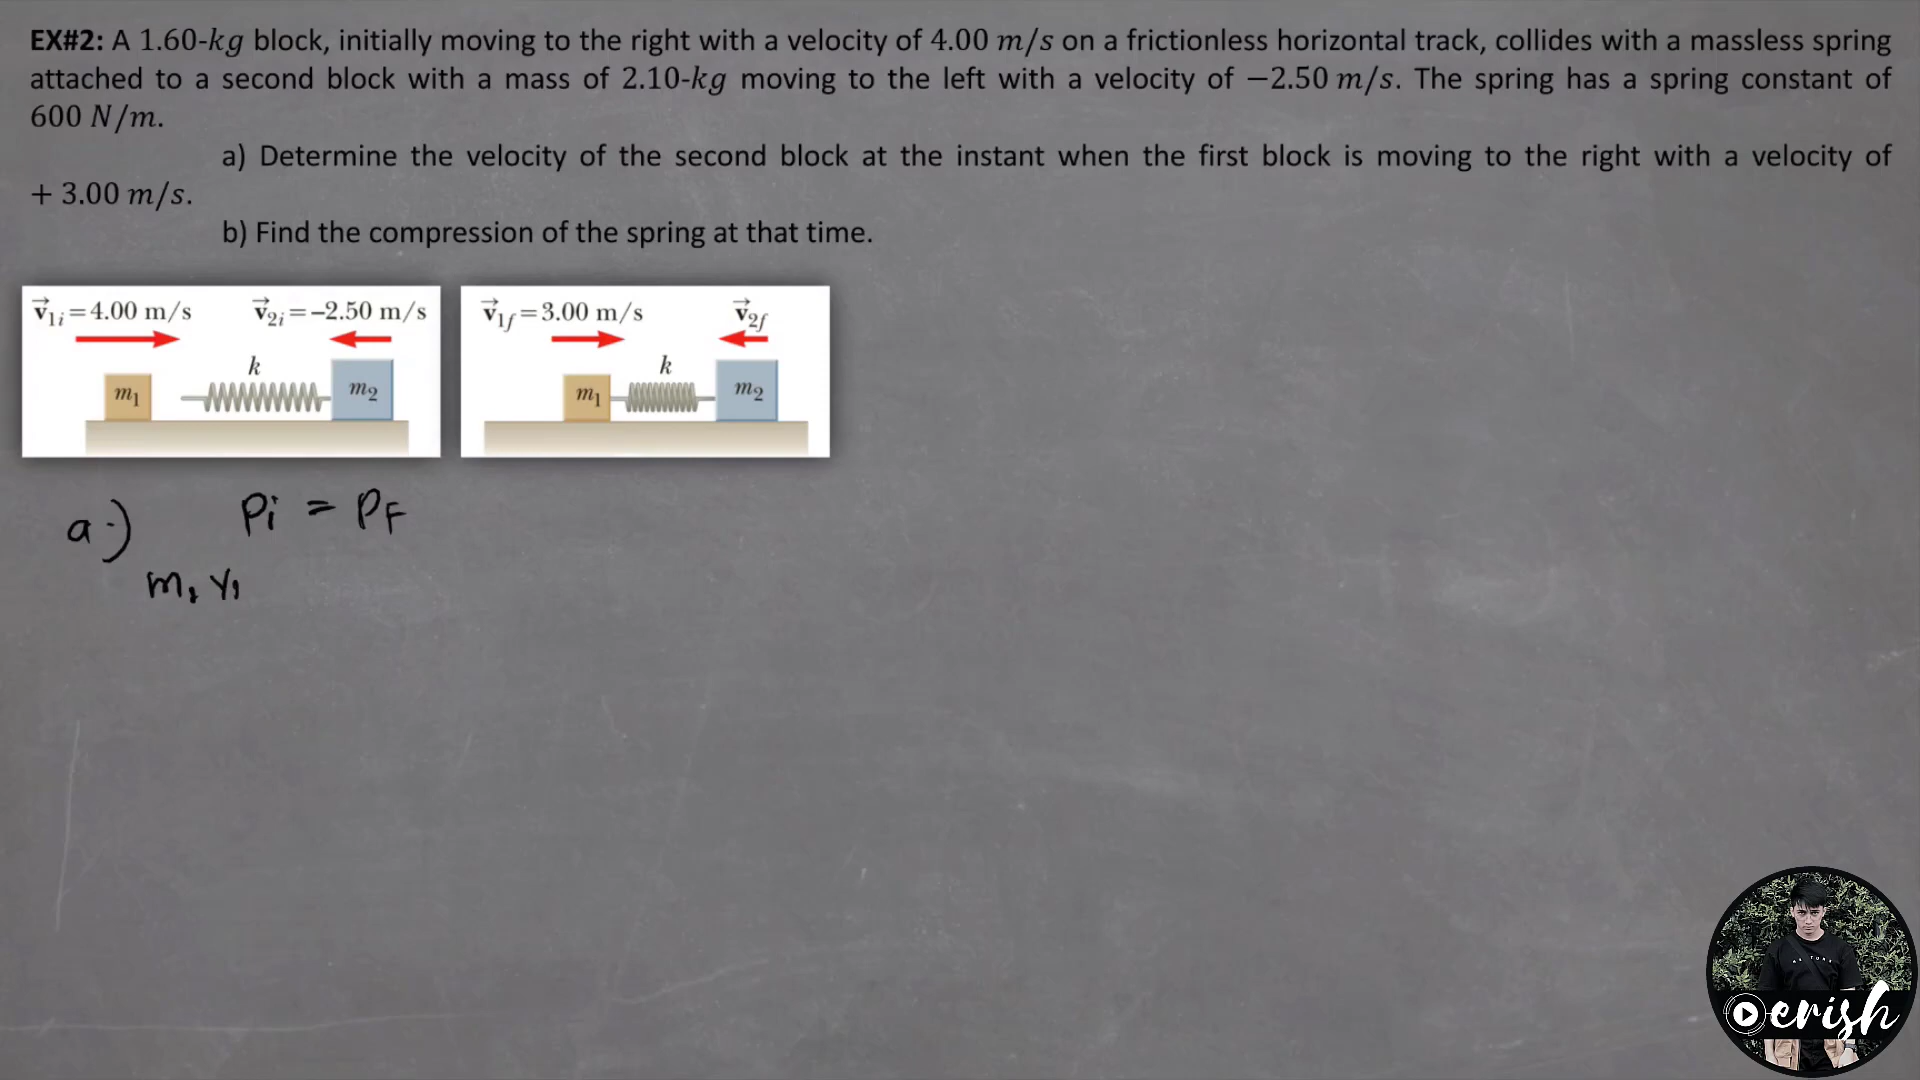 EX#2: A 1.60-kg block, initially moving to the right with a velocity of 4.00 m/s on a frictionless horizontal track, collides with a massless spring
attached to a second block with a mass of 2.10-kg moving to the left with a velocity of −2.50 m/s. The spring has a spring constant of
600 N/m.
a) Determine the velocity of the second block at the instant when the first block is moving to the right with a velocity of
+ 3.00 m/s.
b) Find the compression of the spring at that time.
v⃗1i = 4.00 m/s v⃗2i = −2.50 m/s
k
m1 m2
v⃗1f = 3.00 m/s v⃗2f
k
m1 m2
a.) Pi = PF
m1 v1
erish